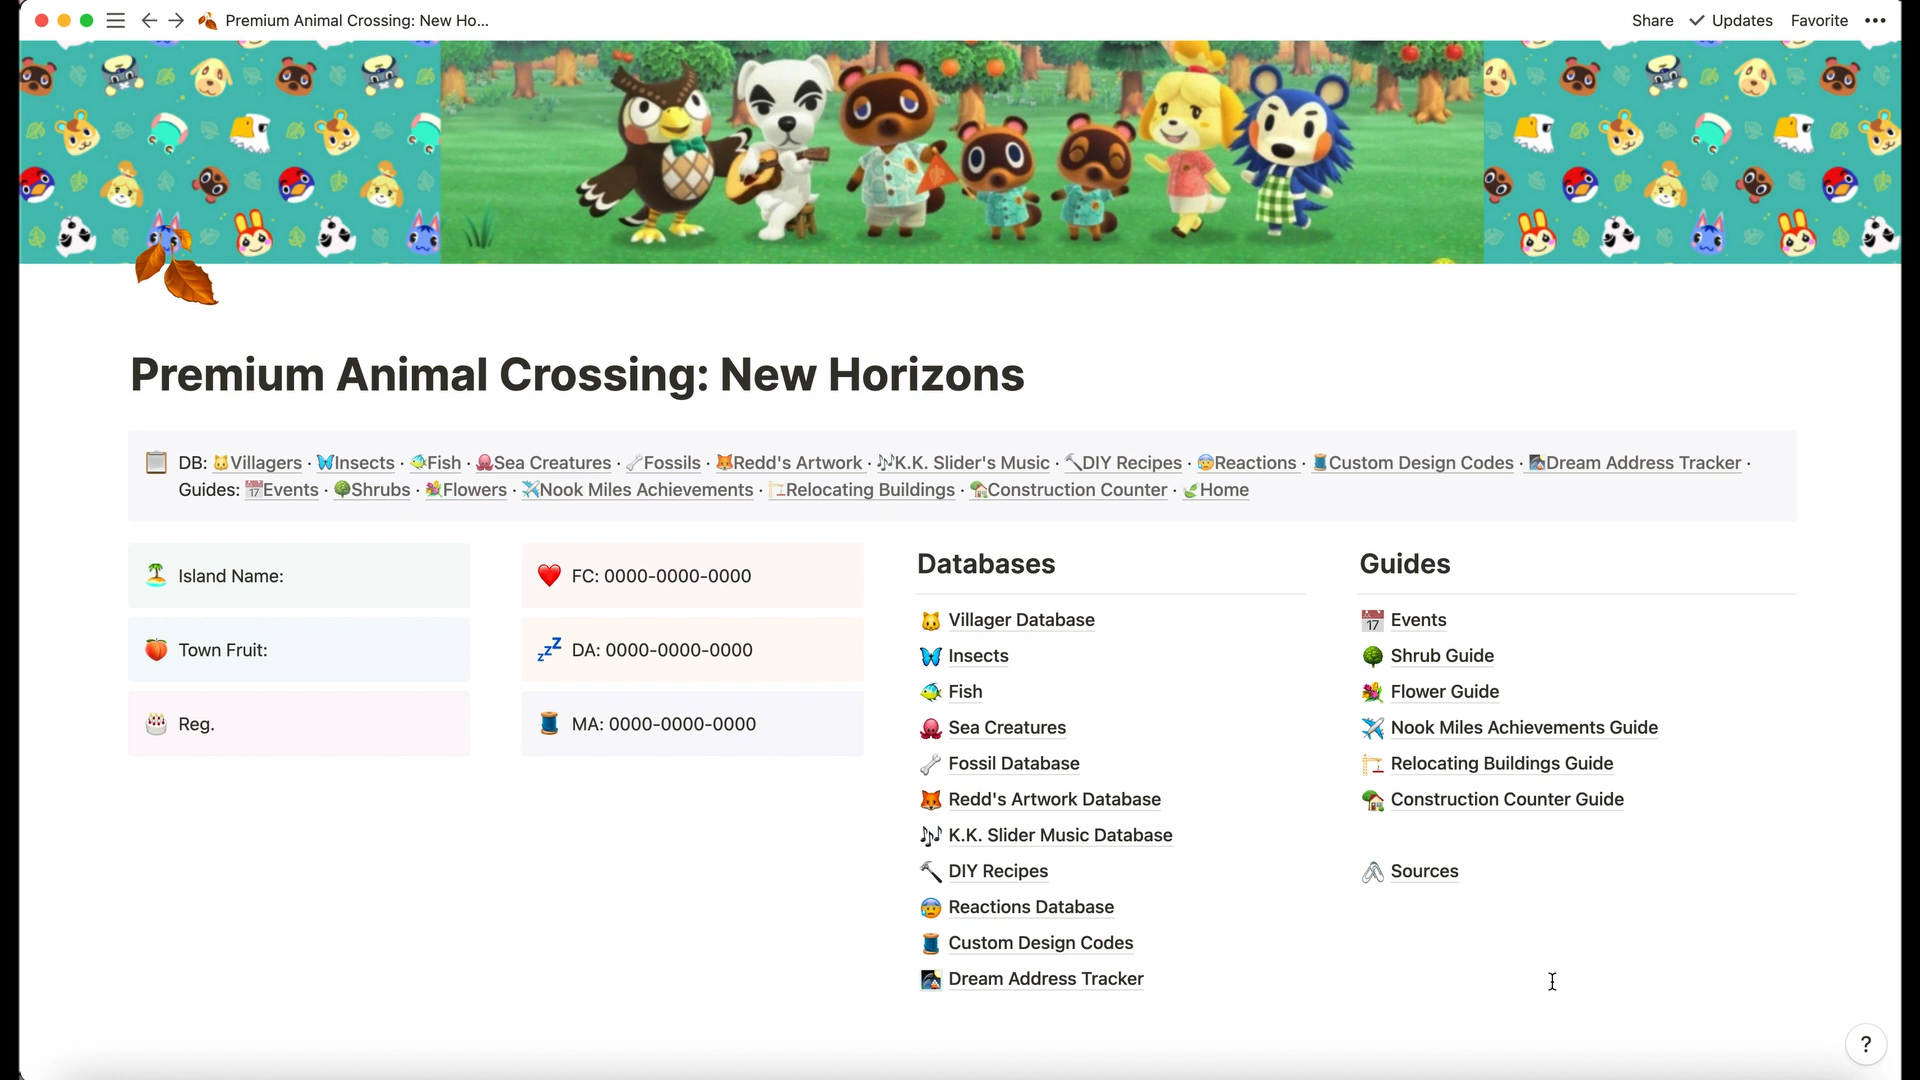 Premium Animal Crossing: New Ho...
Share
Updates
Favorite
Premium Animal Crossing: New Horizons
DB: Villagers · Insects · Fish · Sea Creatures · Fossils · Redd's Artwork · K.K. Slider's Music · DIY Recipes · Reactions · Custom Design Codes · Dream Address Tracker ·
Guides: Events · Shrubs · Flowers · Nook Miles Achievements · Relocating Buildings · Construction Counter · Home
Island Name:
Town Fruit:
Reg.
FC: 0000-0000-0000
DA: 0000-0000-0000
MA: 0000-0000-0000
Databases
Villager Database
Insects
Fish
Sea Creatures
Fossil Database
Redd's Artwork Database
K.K. Slider Music Database
DIY Recipes
Reactions Database
Custom Design Codes
Dream Address Tracker
Guides
17 Events
Shrub Guide
Flower Guide
Nook Miles Achievements Guide
Relocating Buildings Guide
Construction Counter Guide
Sources
?